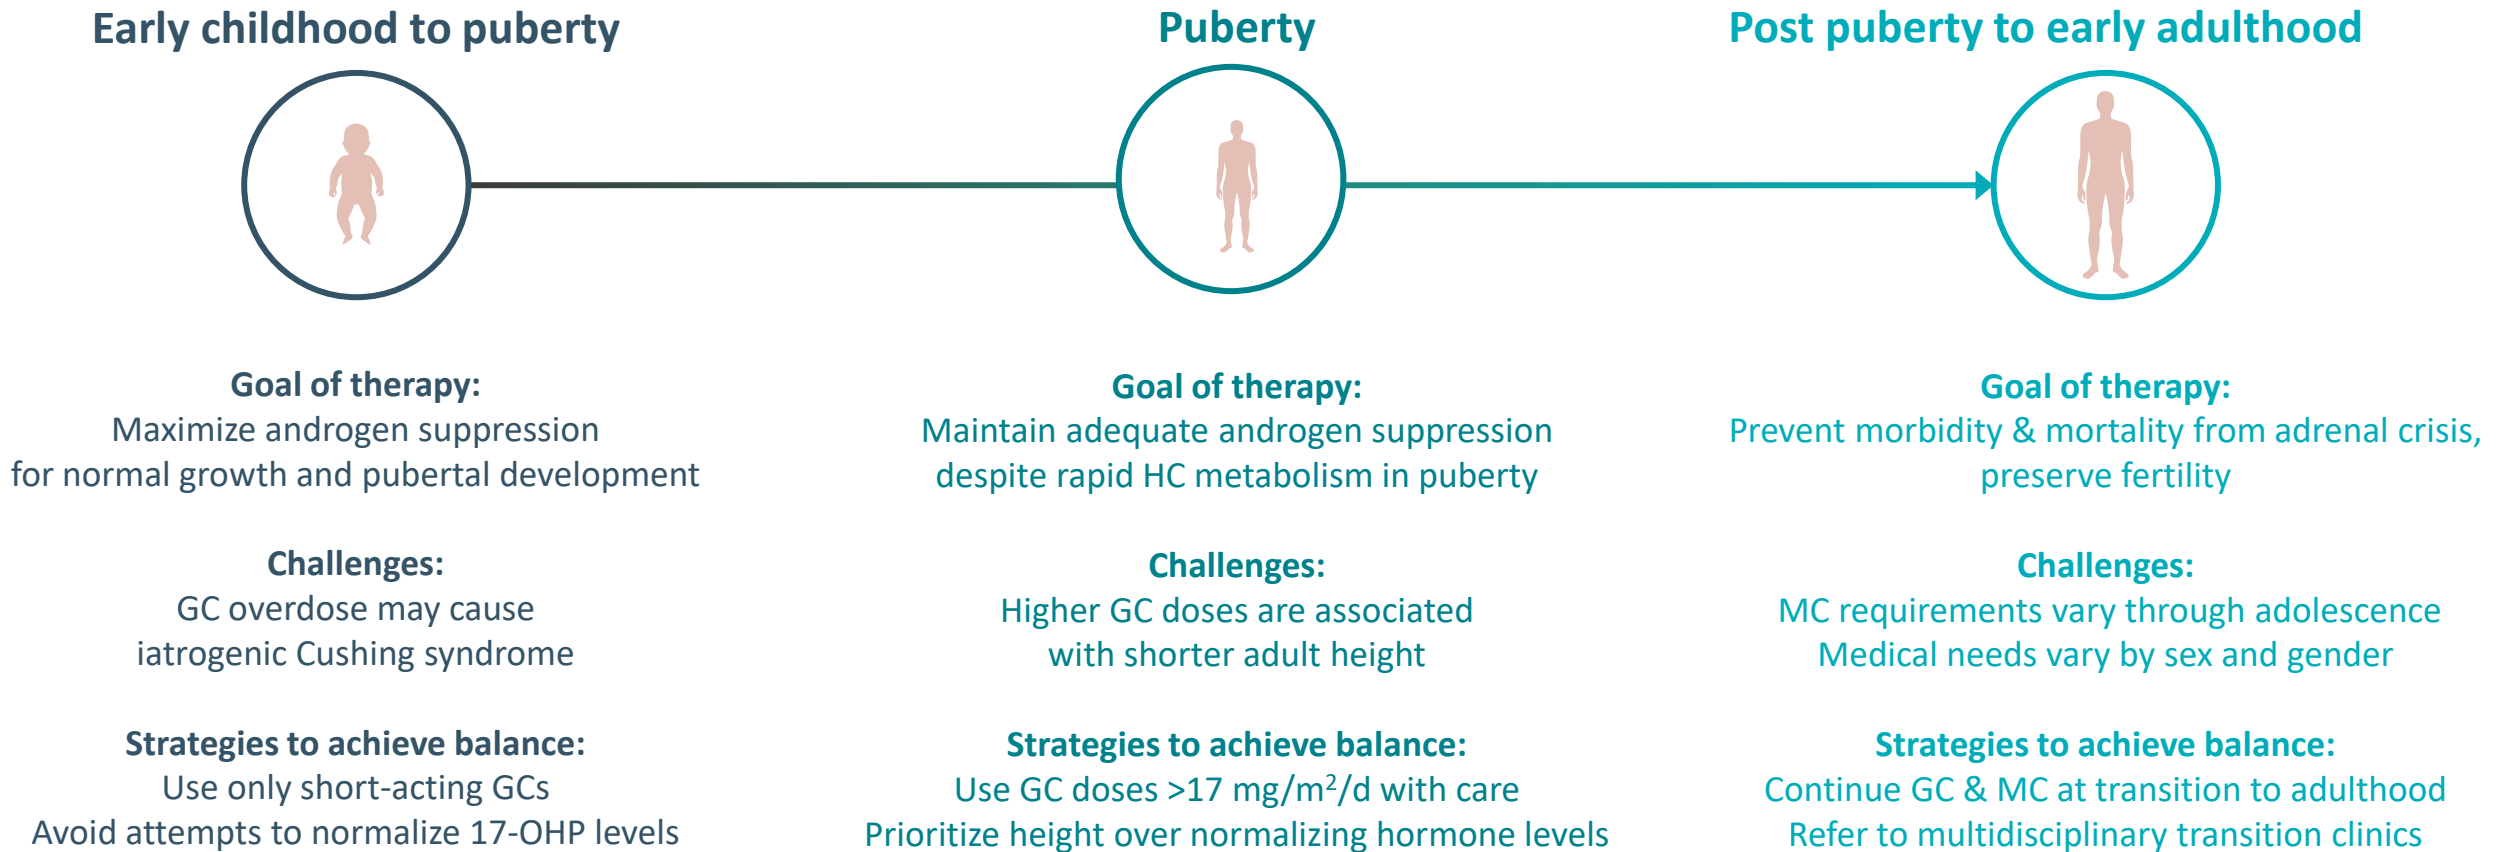 Early childhood to puberty
Goal of therapy:
Maximize androgen suppression
for normal growth and pubertal development
Challenges:
GC overdose may cause
iatrogenic Cushing syndrome
Strategies to achieve balance:
Use only short-acting GCs
Avoid attempts to normalize 17-OHP levels
Puberty
Goal of therapy:
Maintain adequate androgen suppression
despite rapid HC metabolism in puberty
Challenges:
Higher GC doses are associated
with shorter adult height
Strategies to achieve balance:
Use GC doses >17 mg/m²/d with care
Prioritize height over normalizing hormone levels
Post puberty to early adulthood
Goal of therapy:
Prevent morbidity & mortality from adrenal crisis,
preserve fertility
Challenges:
MC requirements vary through adolescence
Medical needs vary by sex and gender
Strategies to achieve balance:
Continue GC & MC at transition to adulthood
Refer to multidisciplinary transition clinics